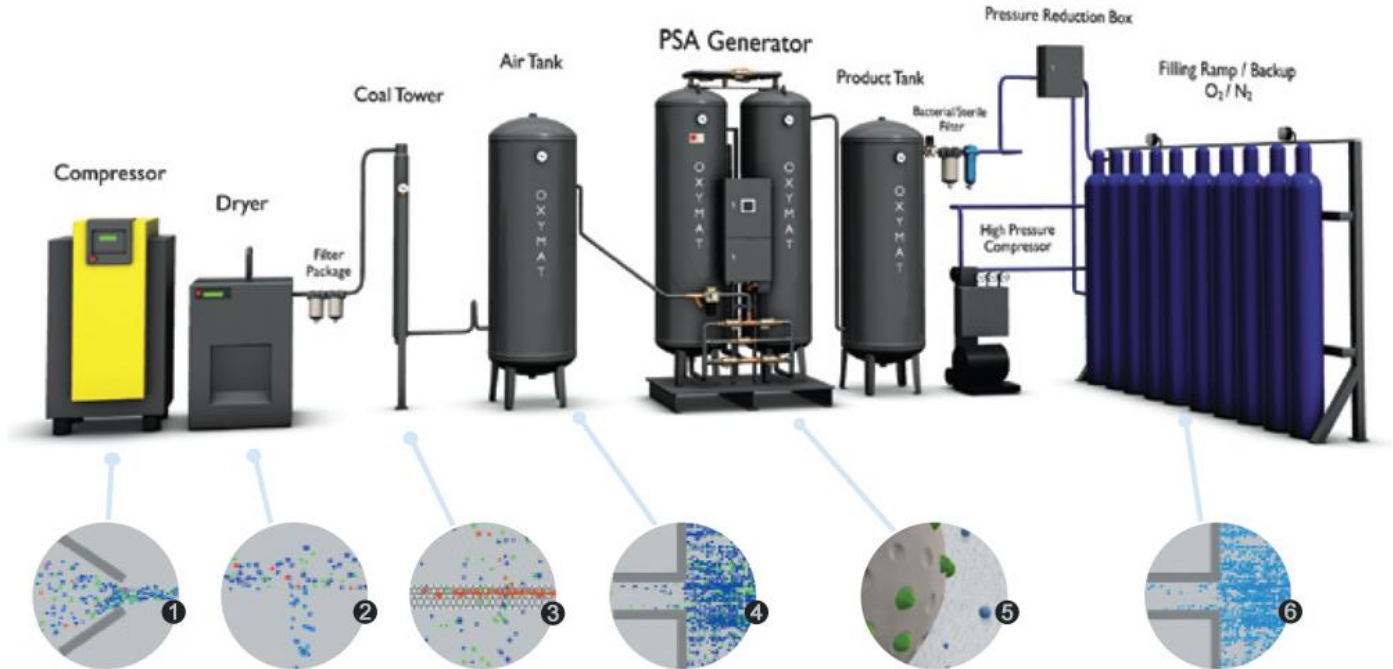 Compressor
Dryer
Filter
Package
Coal Tower
Air Tank
OXYMAT
PSA Generator
OXYMAT
OXYMAT
Product Tank
OXYMAT
Bacterial/Sterile
Filter
Pressure Reduction Box
High Pressure
Compressor
Filling Ramp / Backup
O₂ / N₂
1
2
3
4
5
6